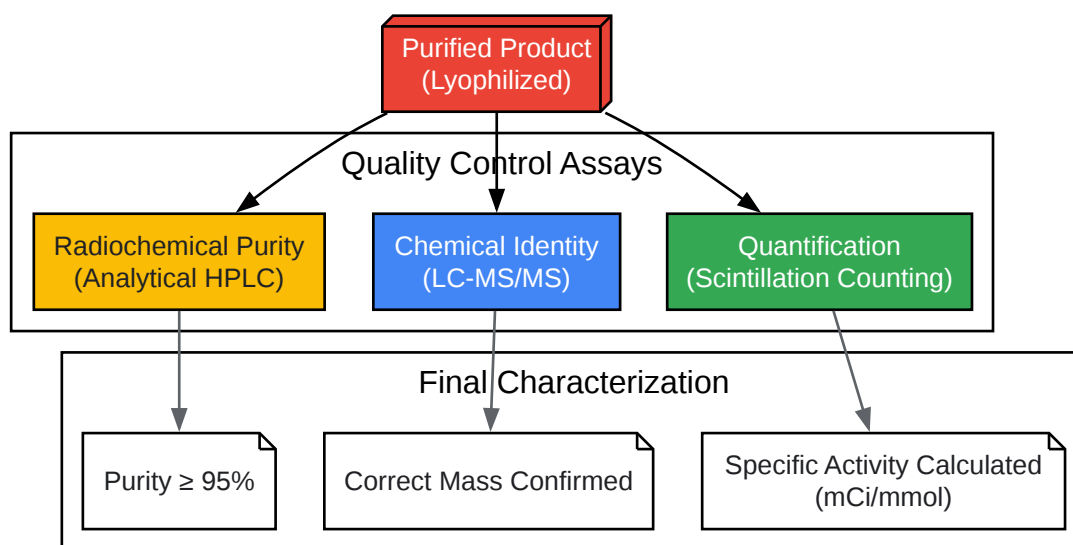 Purified Product
(Lyophilized)
Quality Control Assays
Radiochemical Purity
(Analytical HPLC)
Chemical Identity
(LC-MS/MS)
Quantification
(Scintillation Counting)
Final Characterization
Purity ≥ 95%
Correct Mass Confirmed
Specific Activity Calculated
(mCi/mmol)